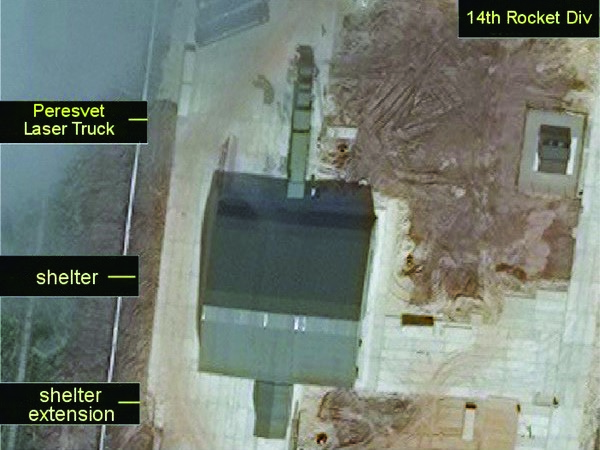 14th Rocket Div
Peresvet
Laser Truck
shelter
shelter
extension